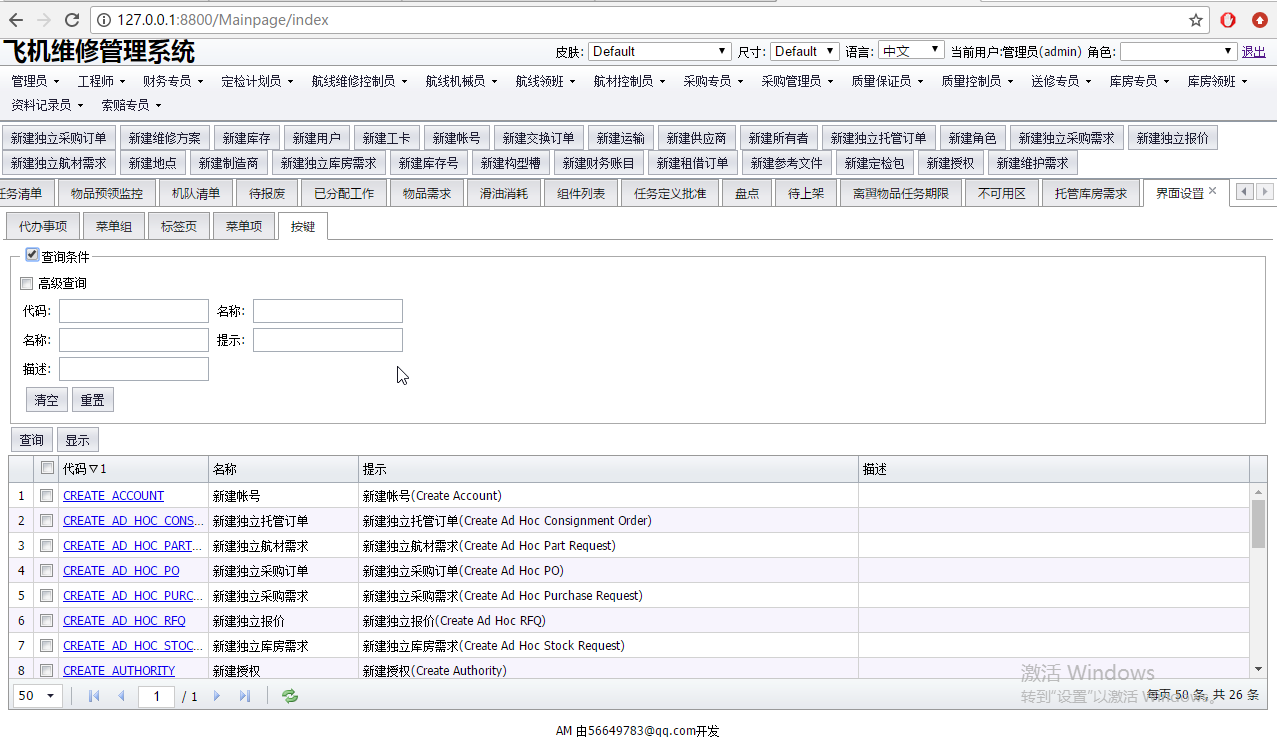 127.0.0.1:8800/Mainpage/index
飞机维修管理系统 皮肤: Default 尺寸: Default 语言: 中文 当前用户:管理员(admin) 角色: 退出
管理员 工程师 财务专员 定检计划员 航线维修控制员 航线机械员 航线领班 航材控制员 采购专员 采购管理员 质量保证员 质量控制员 送修专员 库房专员 库房领班
资料记录员 索赔专员
新建独立采购订单 新建维修方案 新建库存 新建用户 新建工卡 新建帐号 新建交换订单 新建运输 新建供应商 新建所有者 新建独立托管订单 新建角色 新建独立采购需求 新建独立报价
新建独立航材需求 新建地点 新建制造商 新建独立库房需求 新建库存号 新建构型槽 新建财务账目 新建租借订单 新建参考文件 新建定检包 新建授权 新建维护需求
任务清单 物品预领监控 机队清单 待报废 已分配工作 物品需求 滑油消耗 组件列表 任务定义批准 盘点 待上架 离翼物品任务期限 不可用区 托管库房需求 界面设置
代办事项 菜单组 标签页 菜单项 按键
查询条件
高级查询
代码: 名称:
名称: 提示:
描述:
清空 重置
查询 显示
代码▽1 名称 提示 描述
1 CREATE_ACCOUNT 新建帐号 新建帐号(Create Account)
2 CREATE_AD_HOC_CONS... 新建独立托管订单 新建独立托管订单(Create Ad Hoc Consignment Order)
3 CREATE_AD_HOC_PART... 新建独立航材需求 新建独立航材需求(Create Ad Hoc Part Request)
4 CREATE_AD_HOC_PO 新建独立采购订单 新建独立采购订单(Create Ad Hoc PO)
5 CREATE_AD_HOC_PURC... 新建独立采购需求 新建独立采购需求(Create Ad Hoc Purchase Request)
6 CREATE_AD_HOC_RFQ 新建独立报价 新建独立报价(Create Ad Hoc RFQ)
7 CREATE_AD_HOC_STOC... 新建独立库房需求 新建独立库房需求(Create Ad Hoc Stock Request)
8 CREATE_AUTHORITY 新建授权 新建授权(Create Authority)
激活 Windows
转到"设置"以激活 Windows。
50 1 / 1 每页 50 条, 共 26 条
AM 由56649783@qq.com开发